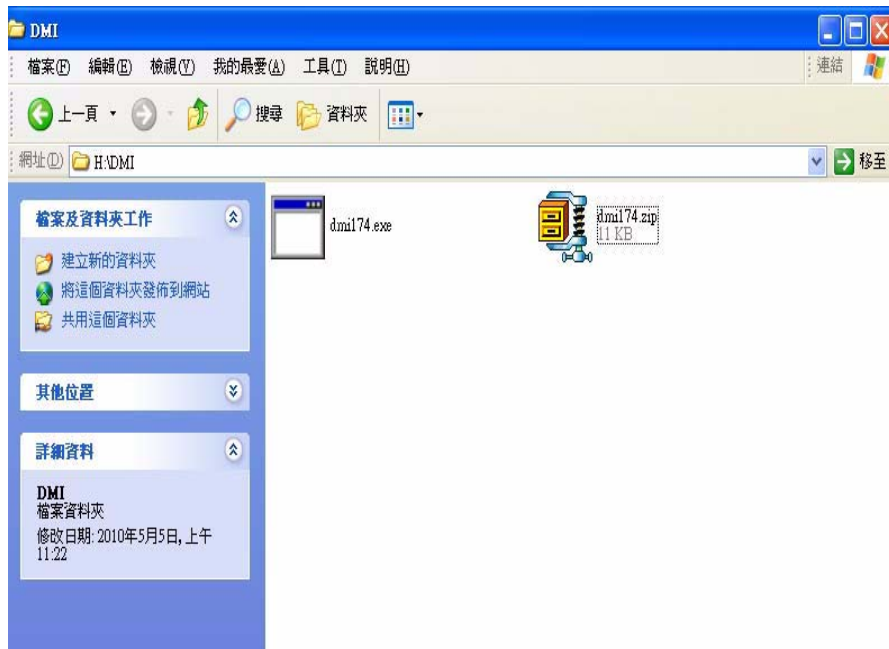 DMI
檔案(F) 編輯(E) 檢視(V) 我的最愛(A) 工具(T) 說明(H) 連結
上一頁 搜尋 資料夾
網址(D) H:\DMI 移至
檔案及資料夾工作
建立新的資料夾
將這個資料夾發佈到網站
共用這個資料夾
其他位置
詳細資料
DMI
檔案資料夾
修改日期: 2010年5月5日, 上午
11:22
dmi174.exe
dmi174.zip
11 KB